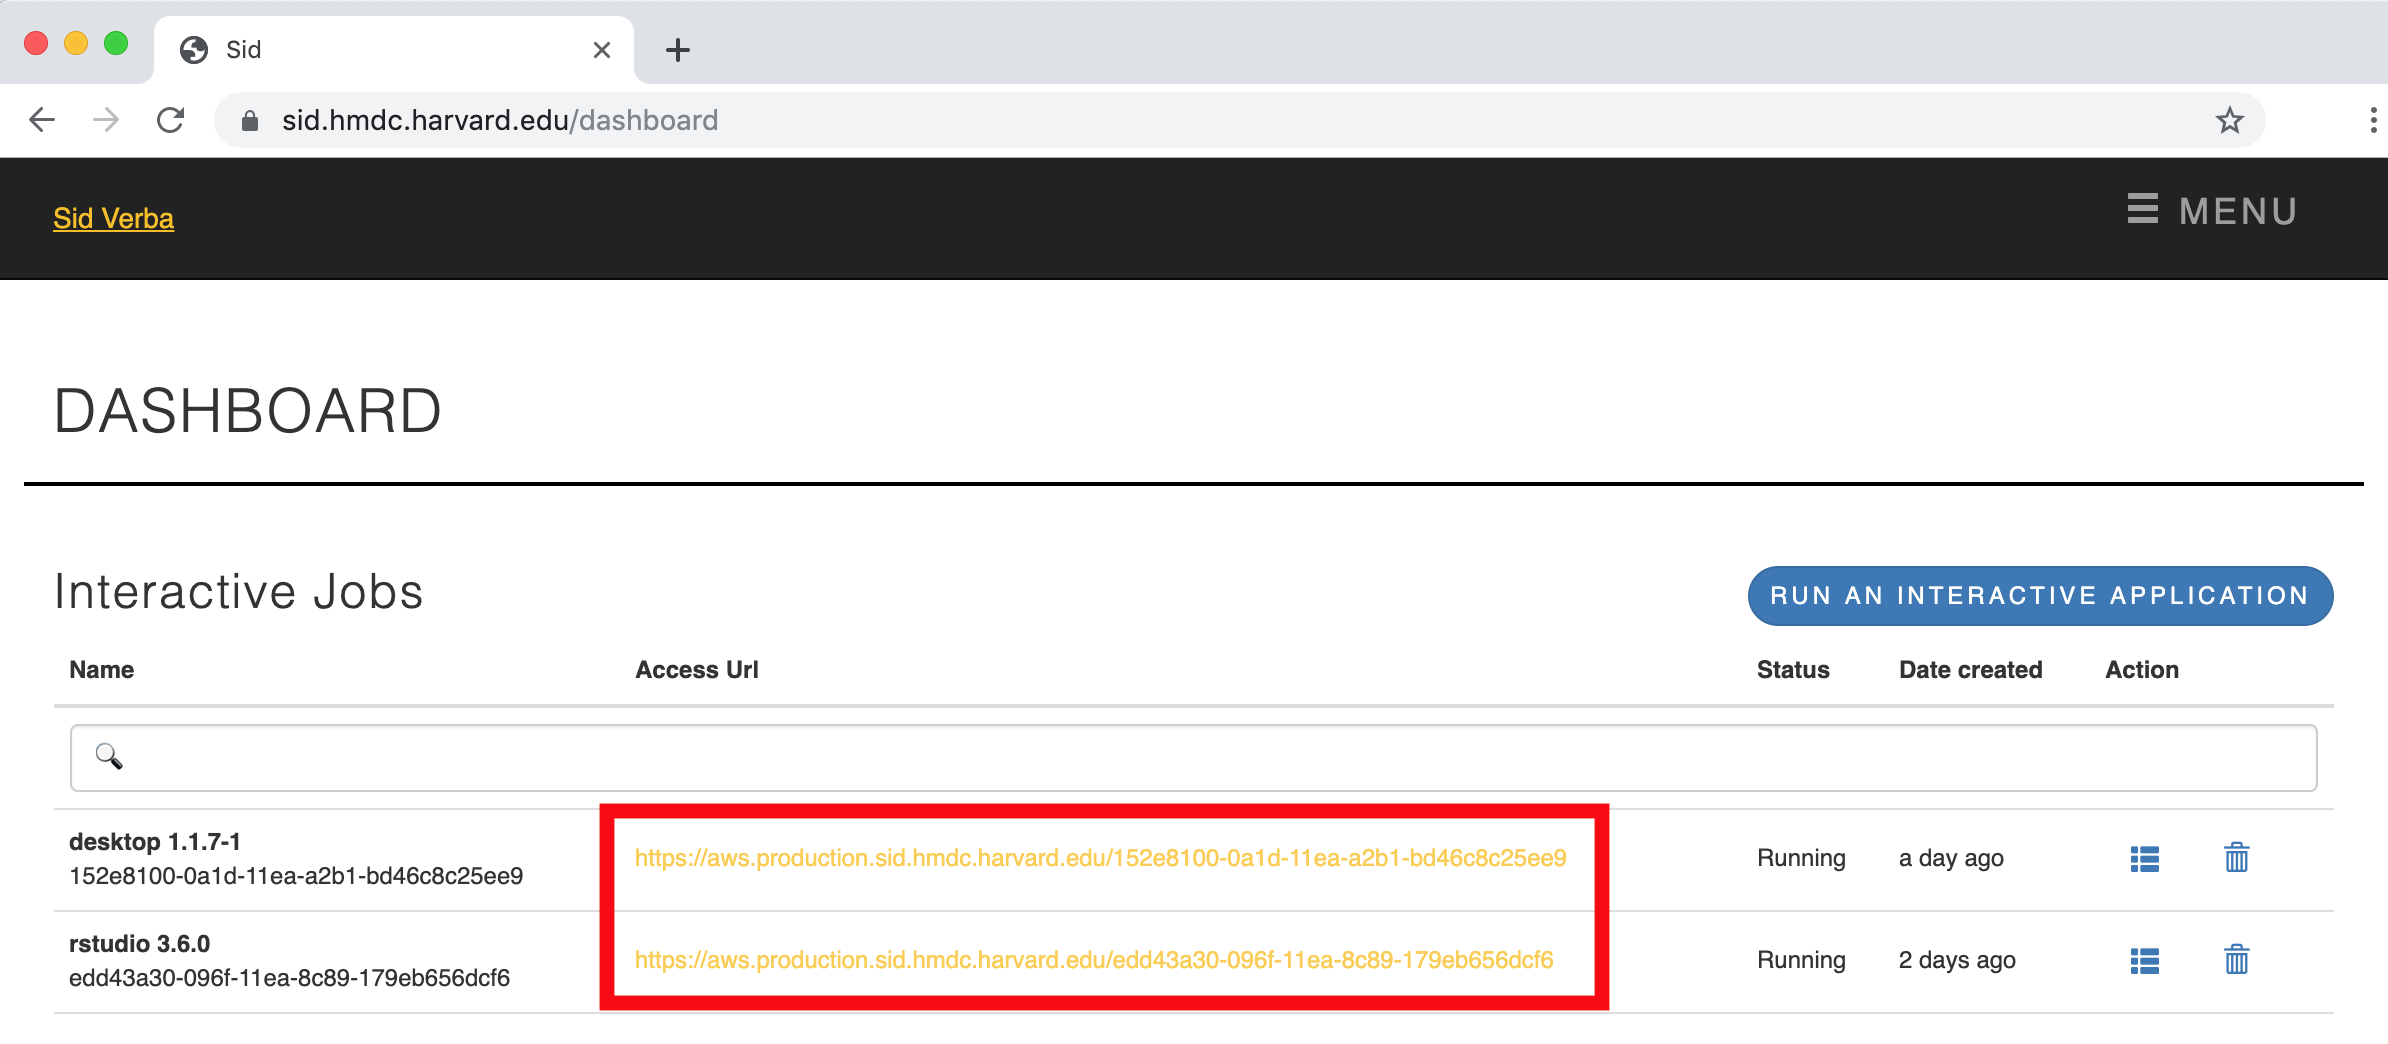 Sid
sid.hmdc.harvard.edu/dashboard
Sid Verba
MENU
DASHBOARD
Interactive Jobs
RUN AN INTERACTIVE APPLICATION
Name Access Url Status Date created Action
desktop 1.1.7-1
152e8100-0a1d-11ea-a2b1-bd46c8c25ee9
https://aws.production.sid.hmdc.harvard.edu/152e8100-0a1d-11ea-a2b1-bd46c8c25ee9
Running
a day ago
rstudio 3.6.0
edd43a30-096f-11ea-8c89-179eb656dcf6
https://aws.production.sid.hmdc.harvard.edu/edd43a30-096f-11ea-8c89-179eb656dcf6
Running
2 days ago